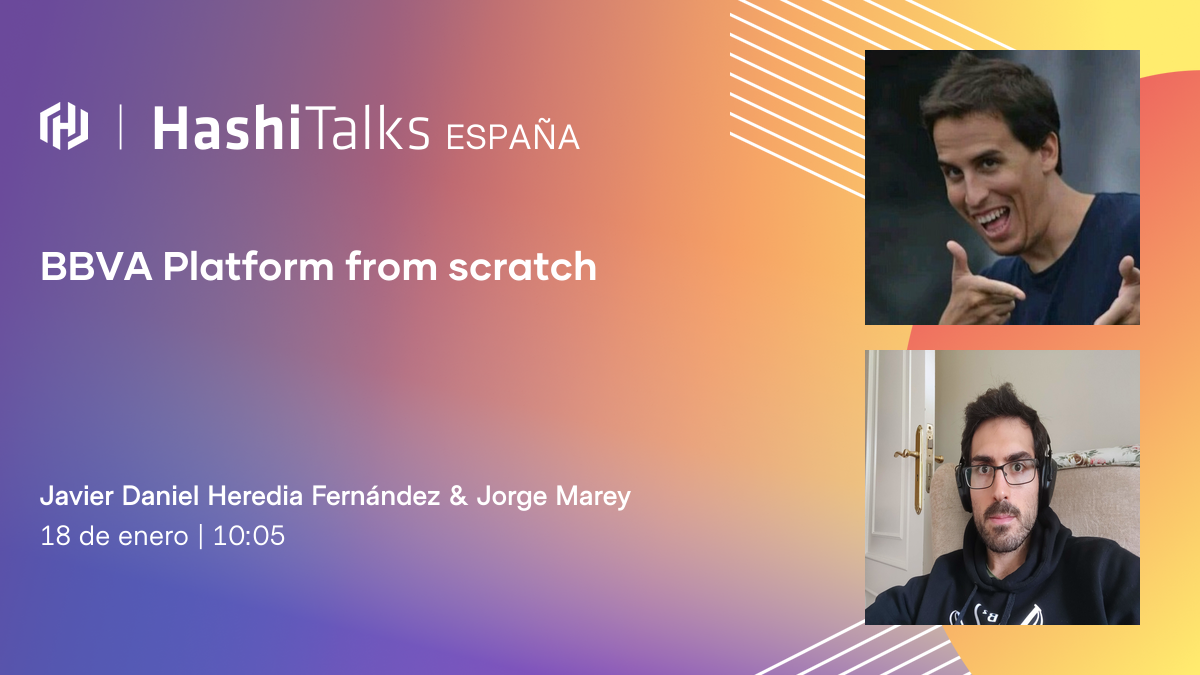 HashiTalks ESPAÑA
BBVA Platform from scratch
Javier Daniel Heredia Fernández & Jorge Marey
18 de enero | 10:05